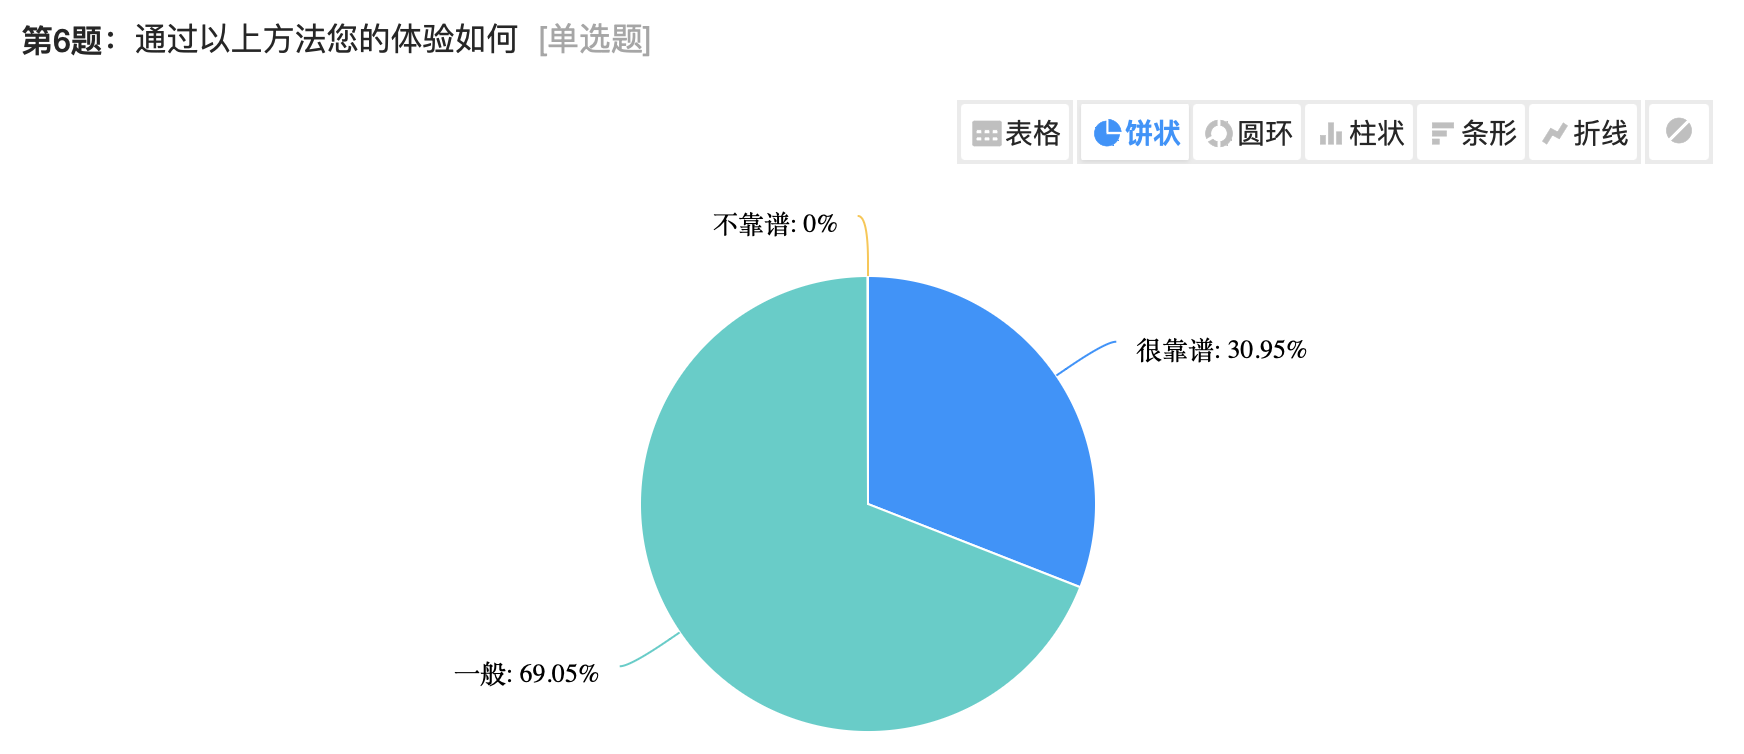 第6题：通过以上方法您的体验如何 [单选题]
表格 饼状 圆环 柱状 条形 折线
不靠谱: 0%
很靠谱: 30.95%
一般: 69.05%